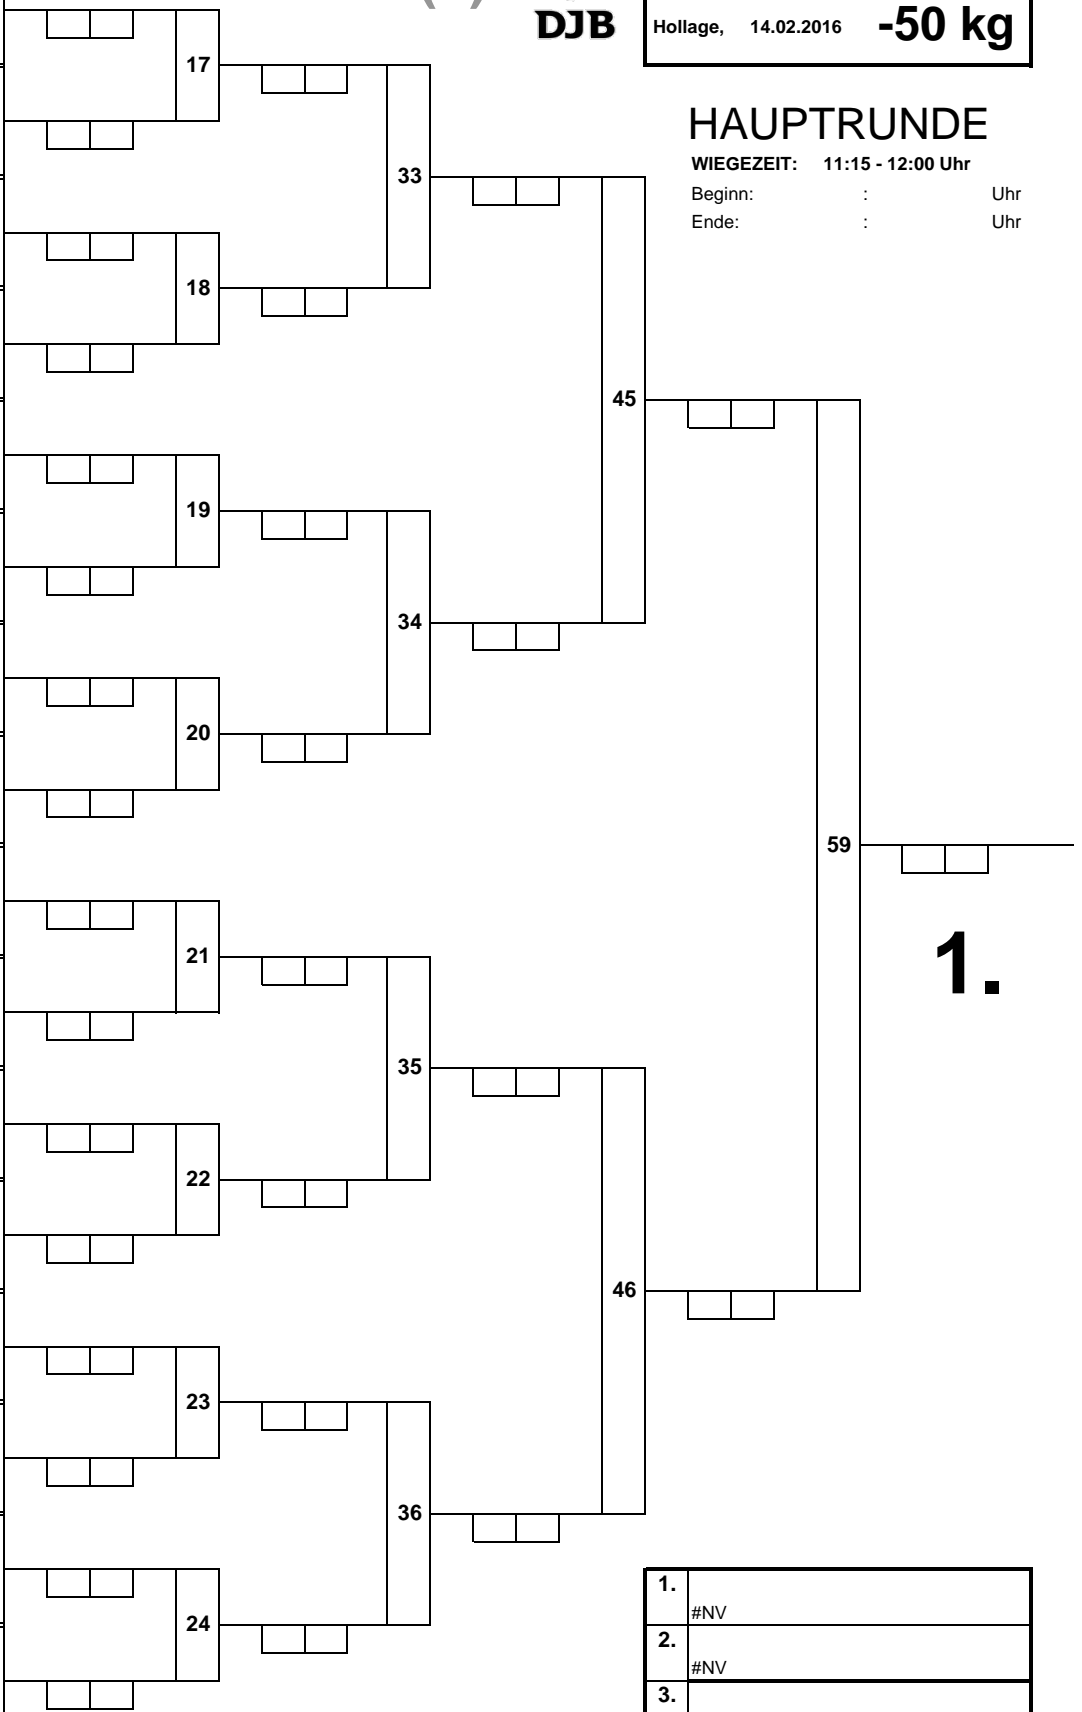 DJB
Hollage, 14.02.2016 -50 kg
HAUPTRUNDE
WIEGEZEIT: 11:15 - 12:00 Uhr
Beginn: : Uhr
Ende: : Uhr
17
33
18
45
19
34
20
59
1.
21
35
22
46
23
36
24
1.
#NV
2.
#NV
3.